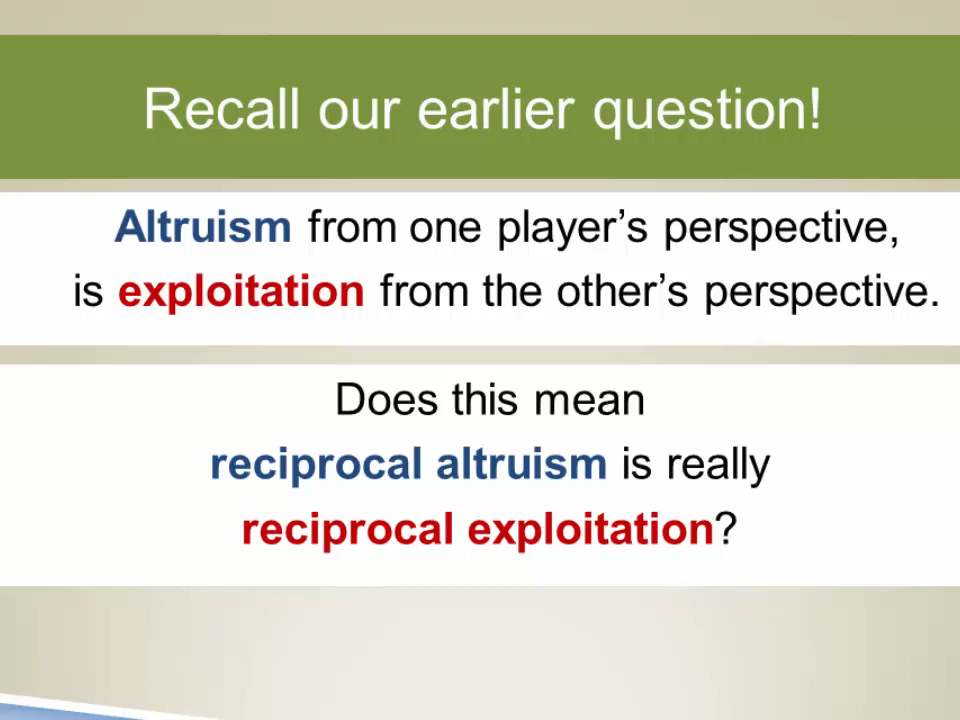 Recall our earlier question!
Altruism from one player’s perspective,
is exploitation from the other’s perspective.
Does this mean
reciprocal altruism is really
reciprocal exploitation?